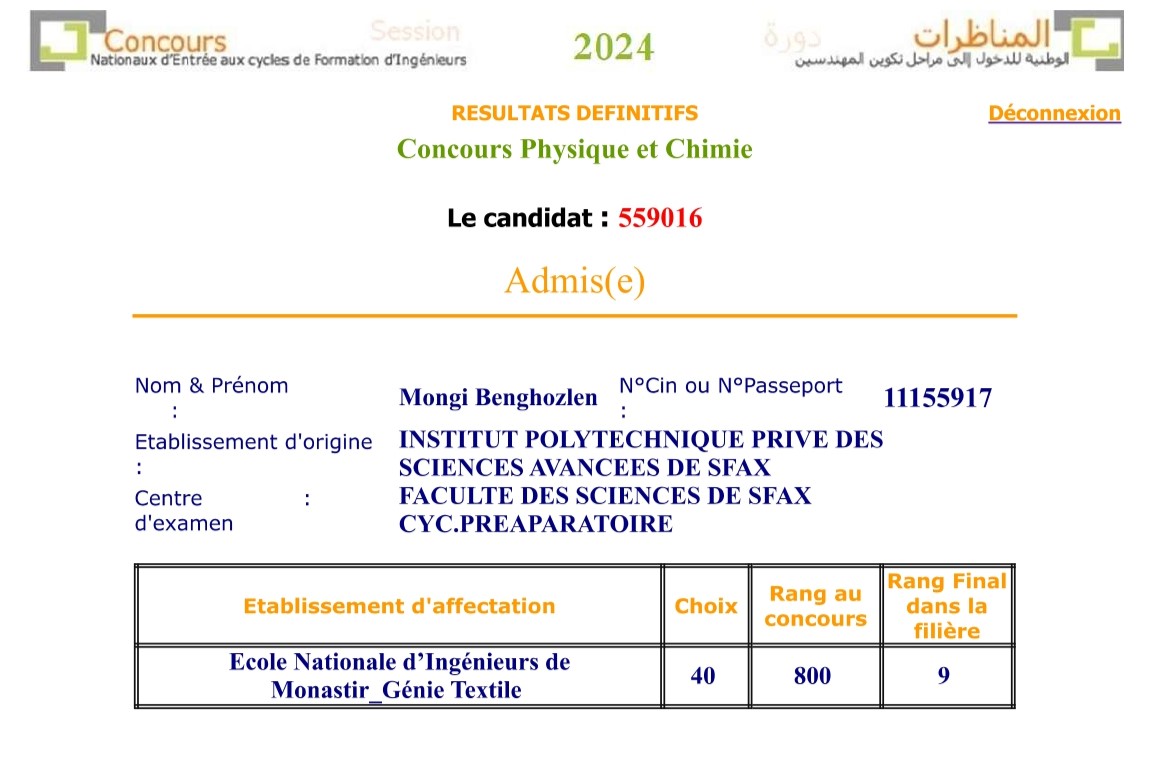 Concours
Session
Nationaux d'Entrée aux cycles de Formation d'Ingénieurs
2024
دورة
المناظرات
الوطنية للدخول إلى مراحل تكوين المهندسين
RESULTATS DEFINITIFS
Déconnexion
Concours Physique et Chimie
Le candidat : 559016
Admis(e)
Nom & Prénom : Mongi Benghozlen N°Cin ou N°Passeport : 11155917
Etablissement d'origine : INSTITUT POLYTECHNIQUE PRIVE DES
SCIENCES AVANCEES DE SFAX
Centre d'examen : FACULTE DES SCIENCES DE SFAX
CYC.PREAPARATOIRE
Etablissement d'affectation
Choix
Rang au
concours
Rang Final
dans la
filière
Ecole Nationale d’Ingénieurs de
Monastir_Génie Textile
40
800
9